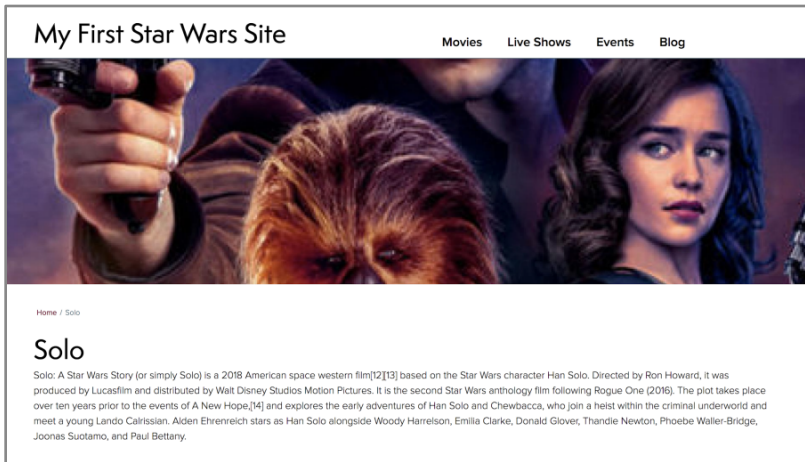 My First Star Wars Site
Movies Live Shows Events Blog
Home / Solo
Solo
Solo: A Star Wars Story (or simply Solo) is a 2018 American space western film[12][13] based on the Star Wars character Han Solo. Directed by Ron Howard, it was
produced by Lucasfilm and distributed by Walt Disney Studios Motion Pictures. It is the second Star Wars anthology film following Rogue One (2016). The plot takes place
over ten years prior to the events of A New Hope,[14] and explores the early adventures of Han Solo and Chewbacca, who join a heist within the criminal underworld and
meet a young Lando Calrissian. Alden Ehrenreich stars as Han Solo alongside Woody Harrelson, Emilia Clarke, Donald Glover, Thandie Newton, Phoebe Waller-Bridge,
Joonas Suotamo, and Paul Bettany.